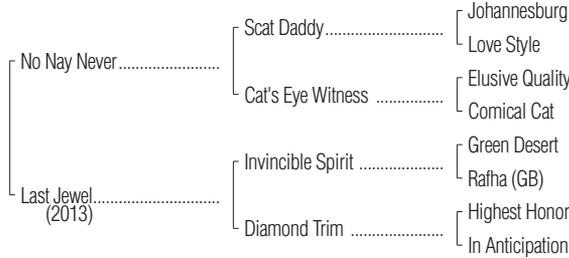 Johannesburg
Scat Daddy..........................
Love Style
No Nay Never......................
Elusive Quality
Cat's Eye Witness ...............
Comical Cat
Green Desert
Invincible Spirit ...................
Rafha (GB)
Last Jewel............................
(2013)
Highest Honor
Diamond Trim .....................
In Anticipation